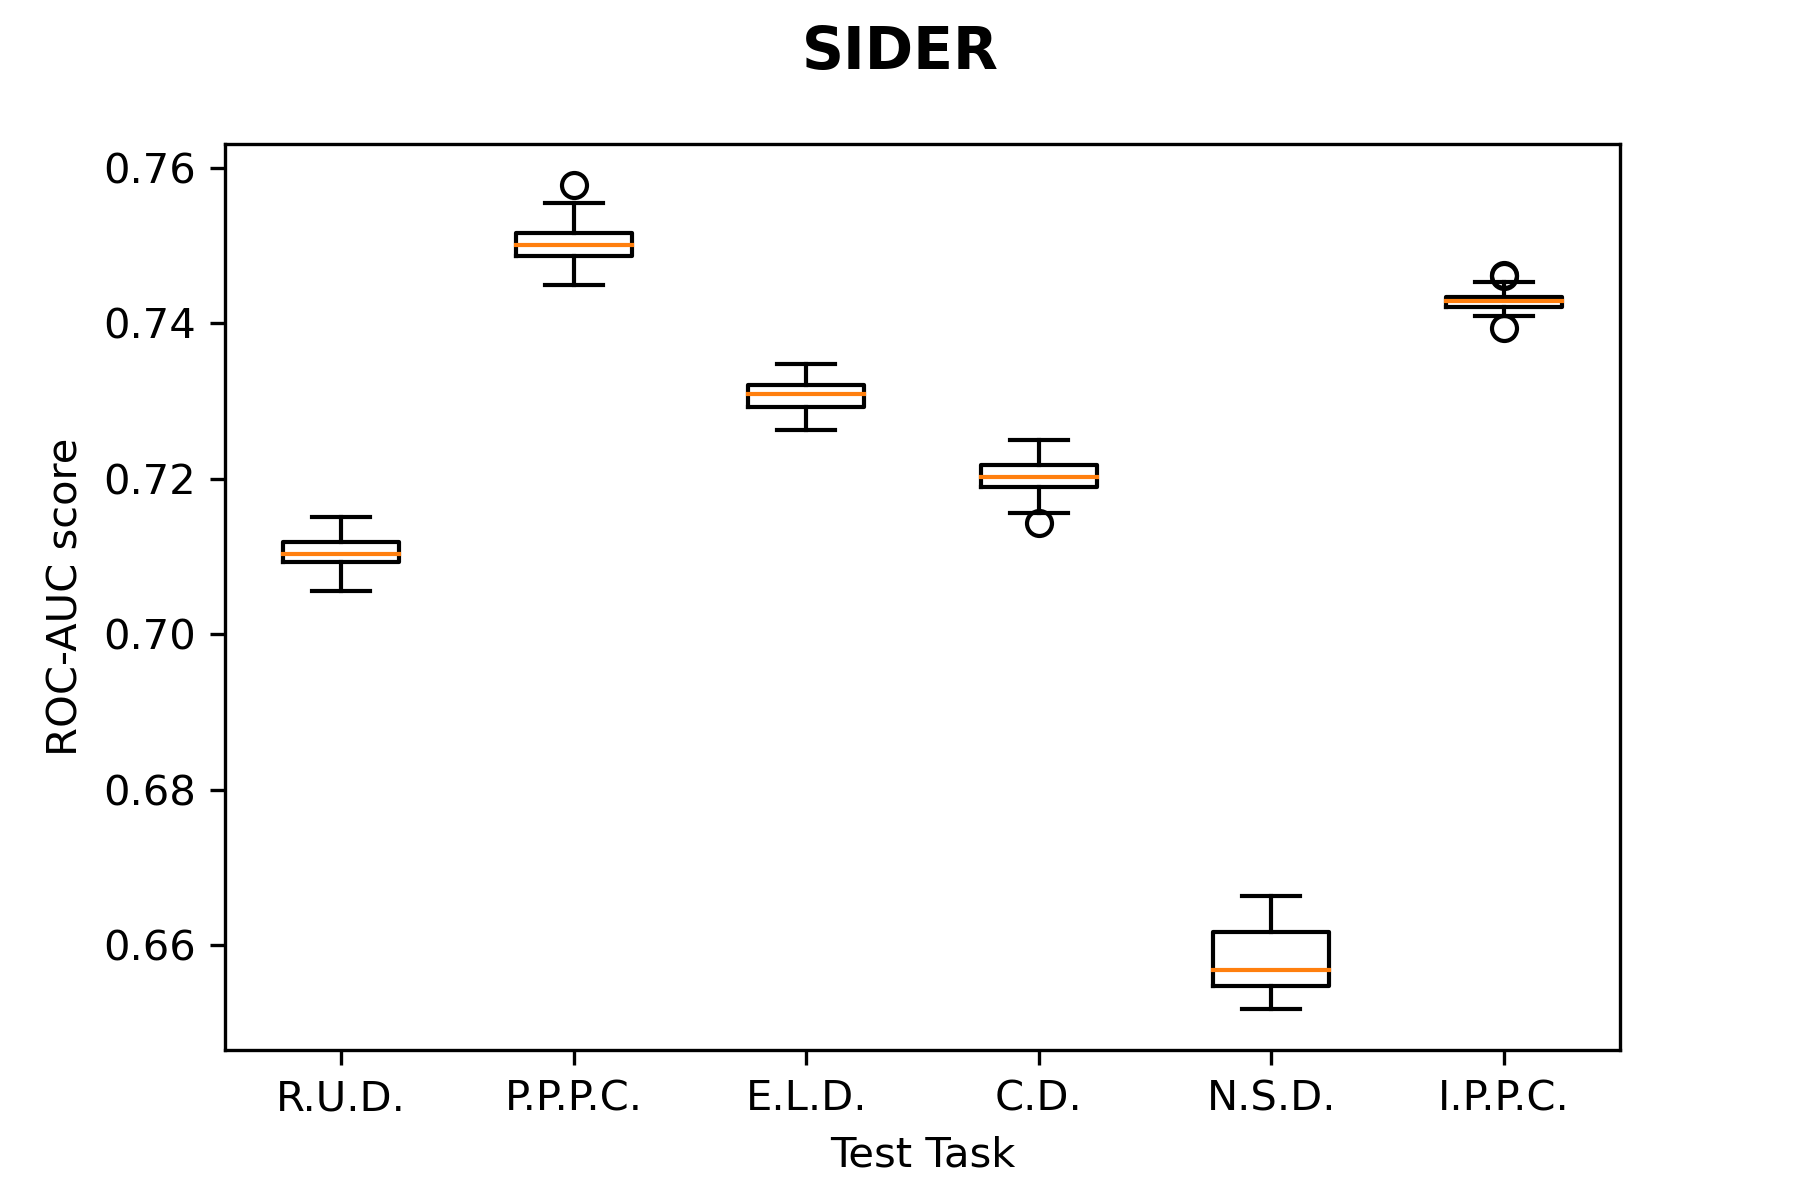 SIDER
0.76
0.74
0.72
0.70
0.68
0.66
ROC-AUC score
R.U.D. P.P.P.C. E.L.D. C.D. N.S.D. I.P.P.C.
Test Task